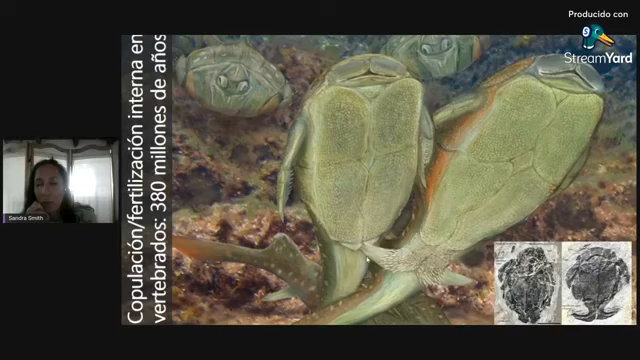 Producido con
StreamYard
Copulación/fertilización interna en
vertebrados: 380 millones de años
Sandra Smith